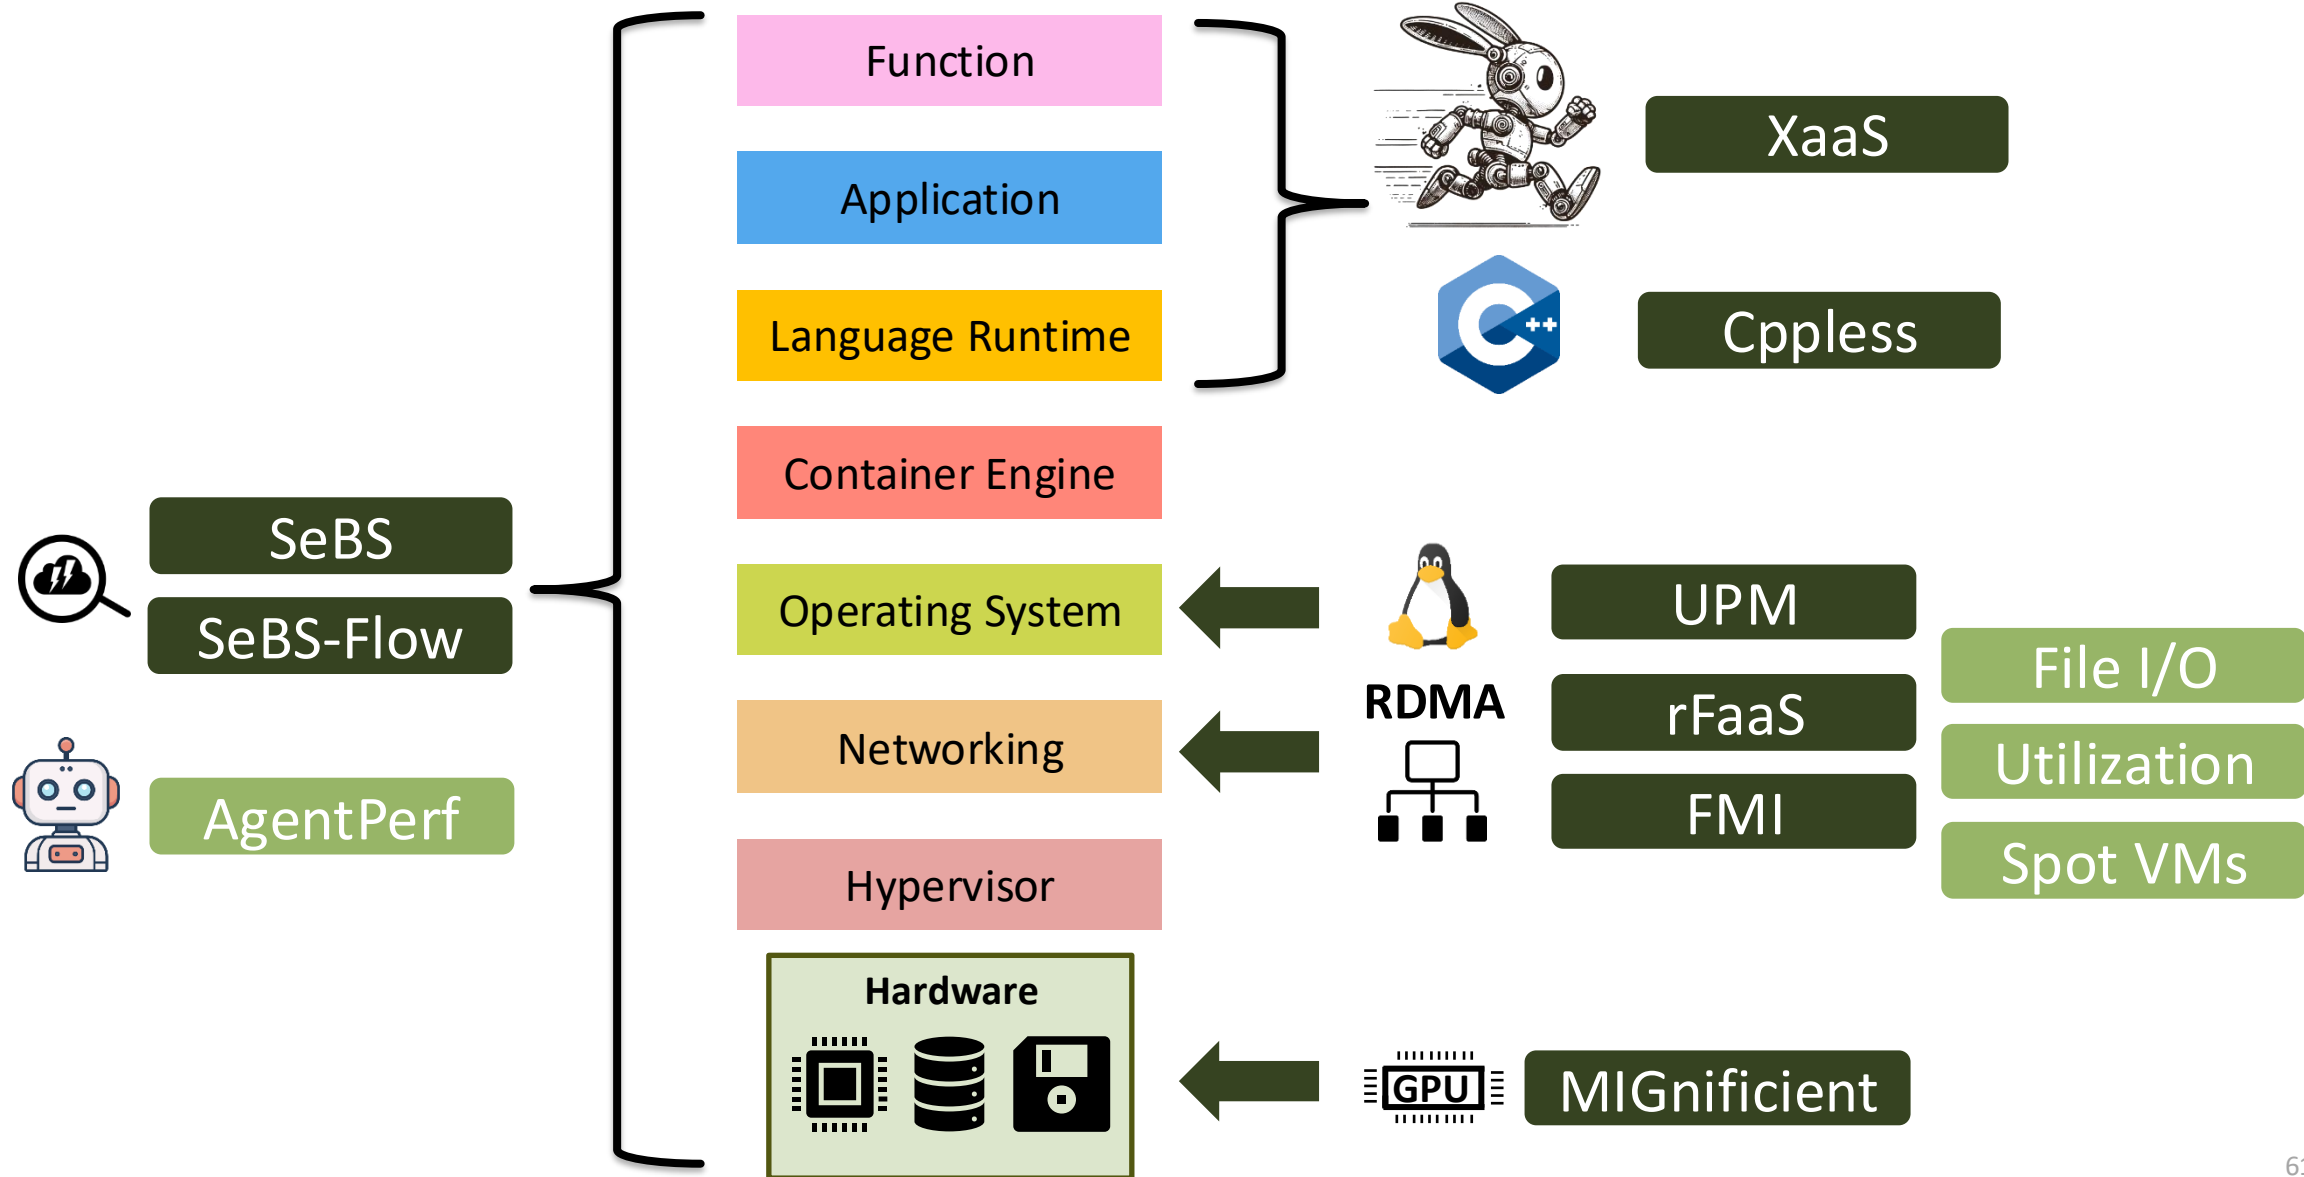 Function
Application
Language Runtime
Container Engine
Operating System
Networking
Hypervisor
Hardware
SeBS
SeBS-Flow
AgentPerf
XaaS
C++
Cppless
UPM
RDMA
rFaaS
FMI
File I/O
Utilization
Spot VMs
GPU
MIGnificient
61